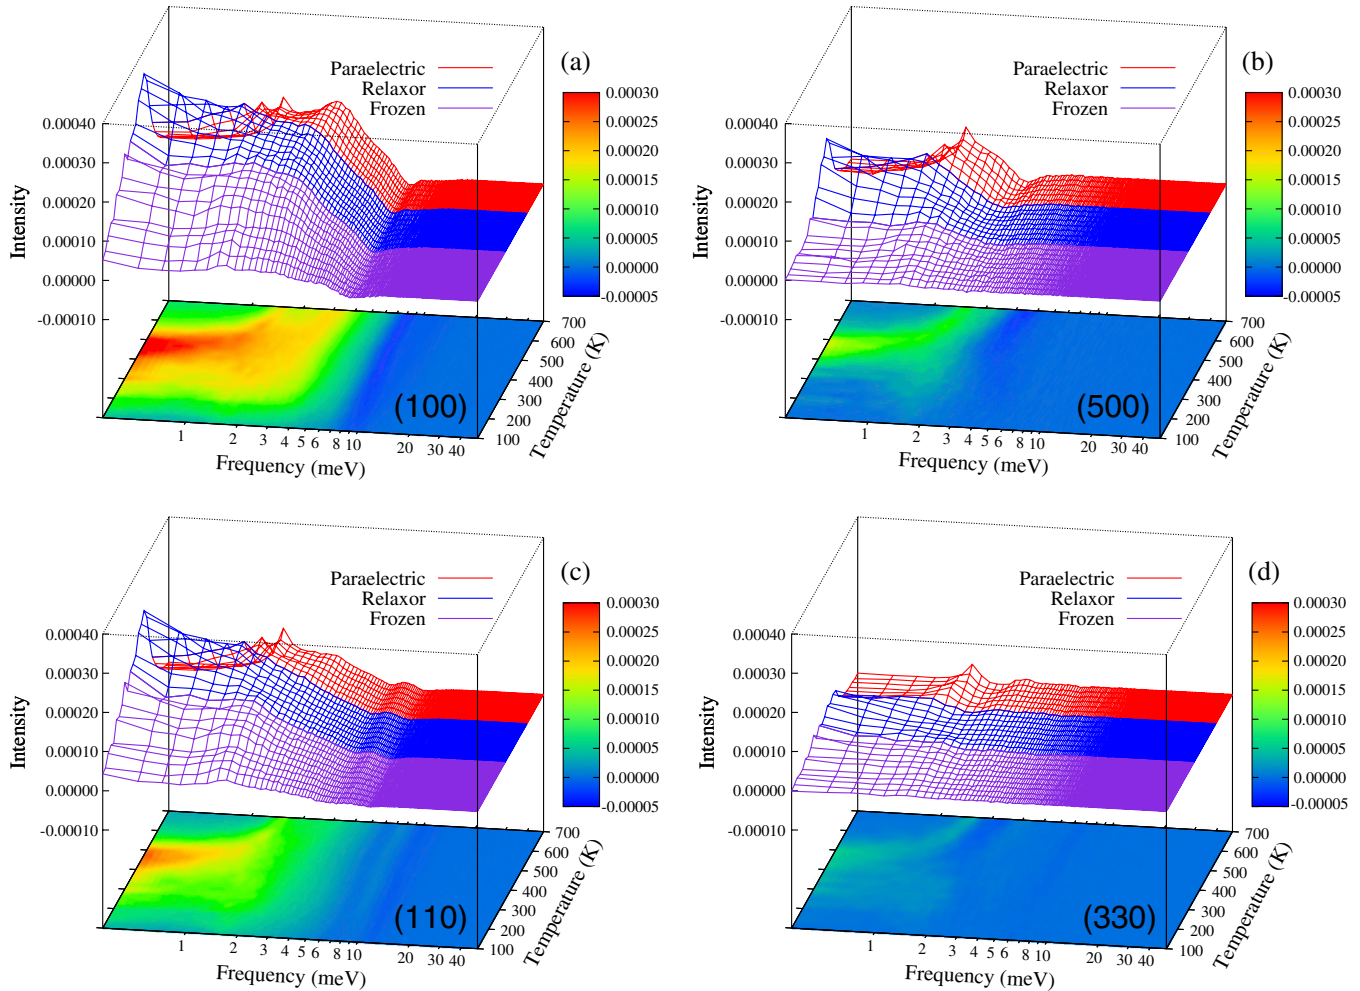 (a)
Paraelectric
Relaxor
Frozen
0.00040
0.00030
0.00020
0.00010
0.00000
-0.00010
Intensity
0.00030
0.00025
0.00020
0.00015
0.00010
0.00005
0.00000
-0.00005
700
600
500
400
300
200
100
Temperature (K)
(100)
1 2 3 4 5 6 8 10 20 30 40
Frequency (meV)
(b)
Paraelectric
Relaxor
Frozen
0.00040
0.00030
0.00020
0.00010
0.00000
-0.00010
Intensity
0.00030
0.00025
0.00020
0.00015
0.00010
0.00005
0.00000
-0.00005
700
600
500
400
300
200
100
Temperature (K)
(500)
1 2 3 4 5 6 8 10 20 30 40
Frequency (meV)
(c)
Paraelectric
Relaxor
Frozen
0.00040
0.00030
0.00020
0.00010
0.00000
-0.00010
Intensity
0.00030
0.00025
0.00020
0.00015
0.00010
0.00005
0.00000
-0.00005
700
600
500
400
300
200
100
Temperature (K)
(110)
1 2 3 4 5 6 8 10 20 30 40
Frequency (meV)
(d)
Paraelectric
Relaxor
Frozen
0.00040
0.00030
0.00020
0.00010
0.00000
-0.00010
Intensity
0.00030
0.00025
0.00020
0.00015
0.00010
0.00005
0.00000
-0.00005
700
600
500
400
300
200
100
Temperature (K)
(330)
1 2 3 4 5 6 8 10 20 30 40
Frequency (meV)